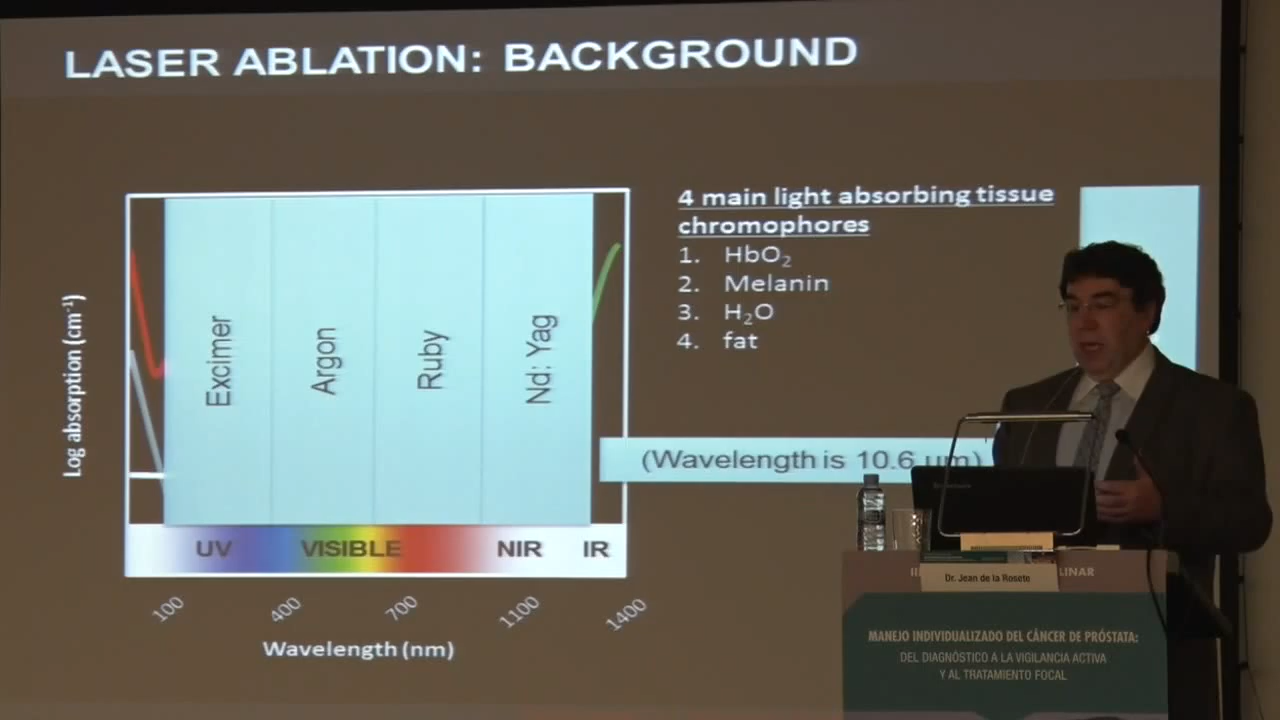 LASER ABLATION: BACKGROUND
Log absorption (cm-1)
Excimer
Argon
Ruby
Nd: Yag
UV VISIBLE NIR IR
100 400 700 1100 1400
Wavelength (nm)
4 main light absorbing tissue
chromophores
1. HbO₂
2. Melanin
3. H₂O
4. fat
(Wavelength is 10.6 um)
Dr. Jean de la Rosete
MANEJO INDIVIDUALIZADO DEL CÁNCER DE PRÓSTATA:
DEL DIAGNÓSTICO A LA VIGILANCIA ACTIVA
Y AL TRATAMIENTO FOCAL